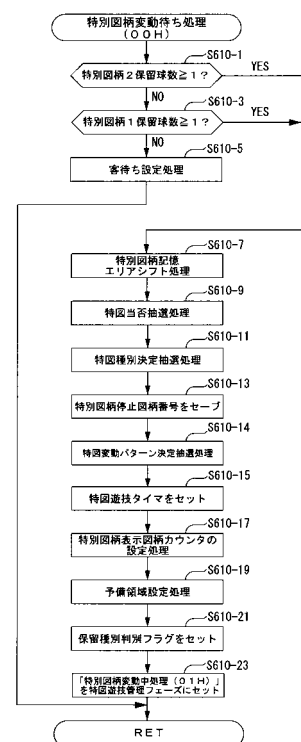 特別図柄変動待ち処理
(00H)
S610-1
特別図柄2保留球数≧1?
YES
NO
S610-3
特別図柄1保留球数≧1?
YES
NO
S610-5
客待ち設定処理
S610-7
特別図柄記憶
エリアシフト処理
S610-9
特図当否抽選処理
S610-11
特図種別決定抽選処理
S610-13
特別図柄停止図柄番号をセーブ
S610-14
特図変動パターン決定抽選処理
S610-15
特図遊技タイマをセット
S610-17
特別図柄表示図柄カウンタの
設定処理
S610-19
予備領域設定処理
S610-21
保留種別判別フラグをセット
S610-23
「特別図柄変動中処理(01H)」
を特図遊技管理フェーズにセット
RET